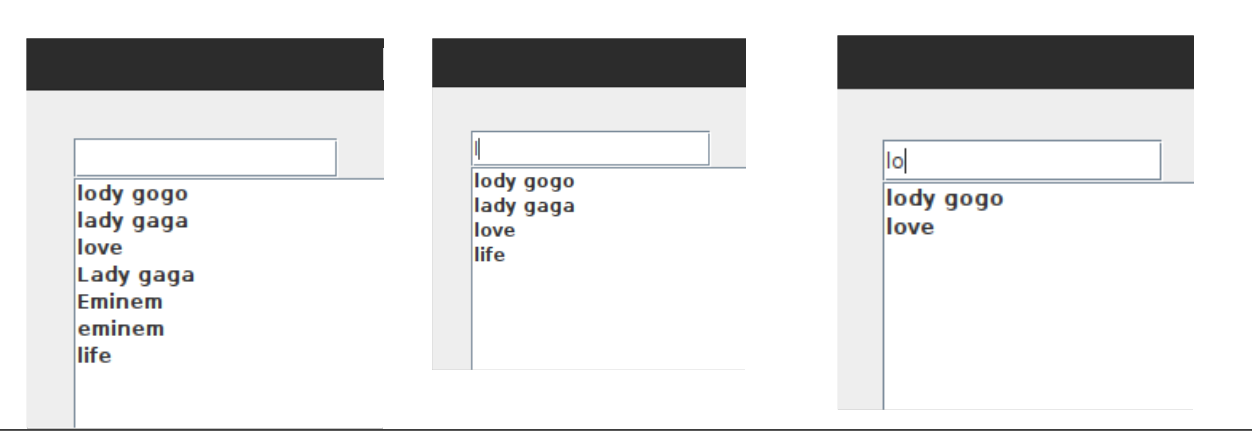 lody gogo
lady gaga
love
Lady gaga
Eminem
eminem
life
l
lody gogo
lady gaga
love
life
lo
lody gogo
love